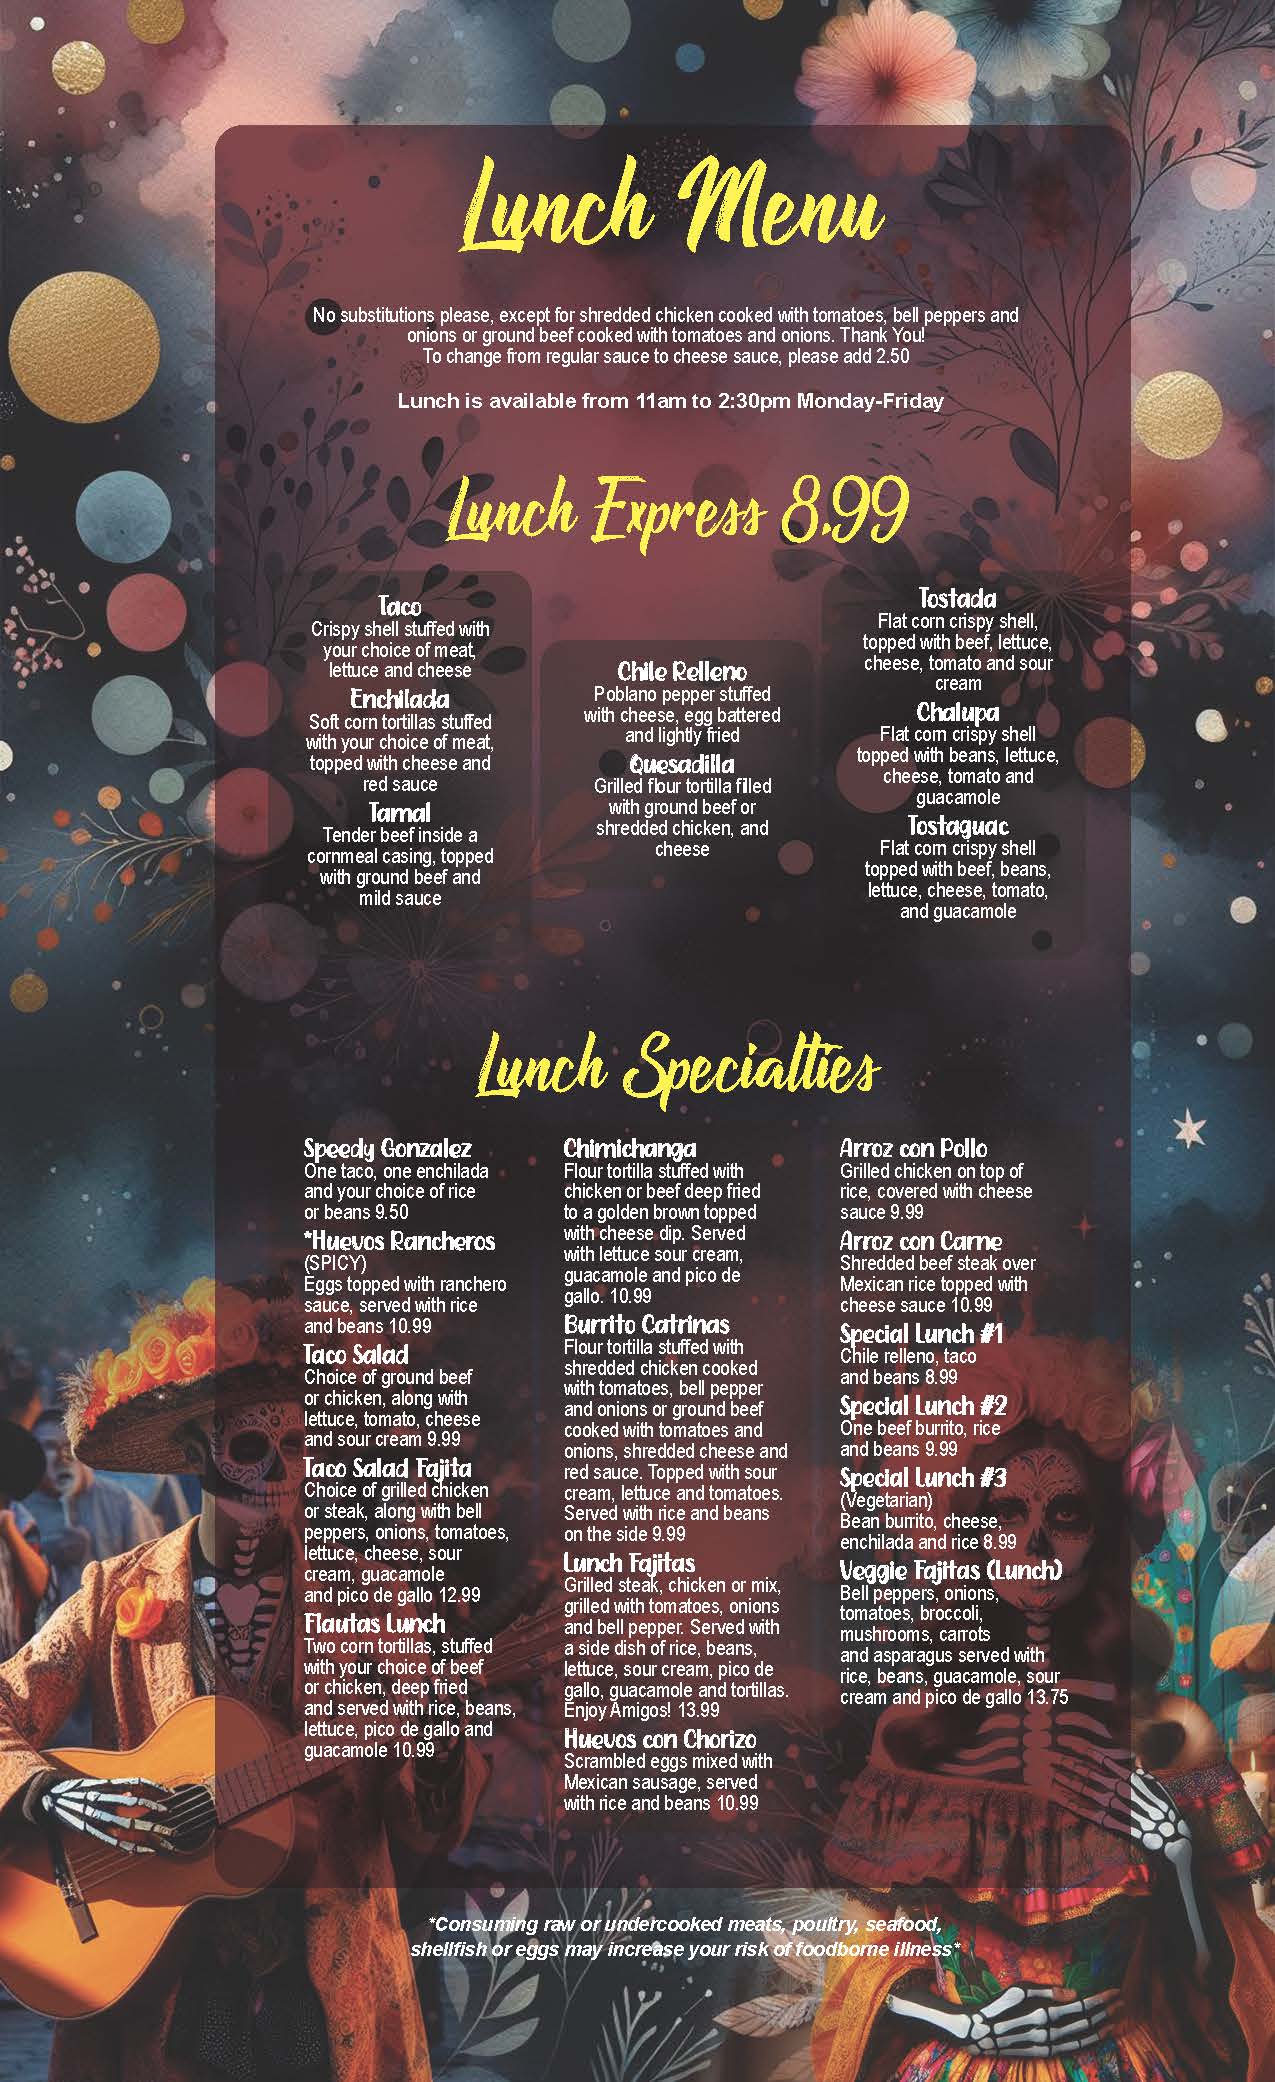 Lunch Menu
No substitutions please, except for shredded chicken cooked with tomatoes, bell peppers and
onions or ground beef cooked with tomatoes and onions. Thank You!
To change from regular sauce to cheese sauce, please add 2.50
Lunch is available from 11am to 2:30pm Monday-Friday
Lunch Express 8.99
Taco
Crispy shell stuffed with
your choice of meat,
lettuce and cheese
Enchilada
Soft corn tortillas stuffed
with your choice of meat,
topped with cheese and
red sauce
Tamal
Tender beef inside a
cornmeal casing, topped
with ground beef and
mild sauce
Chile Relleno
Poblano pepper stuffed
with cheese, egg battered
and lightly fried
Quesadilla
Grilled flour tortilla filled
with ground beef or
shredded chicken, and
cheese
Tostada
Flat corn crispy shell,
topped with beef, lettuce,
cheese, tomato and sour
cream
Chalupa
Flat corn crispy shell
topped with beans, lettuce,
cheese, tomato and
guacamole
Tostaguac
Flat corn crispy shell
topped with beef, beans,
lettuce, cheese, tomato,
and guacamole
Lunch Specialties
Speedy Gonzalez
One taco, one enchilada
and your choice of rice
or beans 9.50
*Huevos Rancheros
(SPICY)
Eggs topped with ranchero
sauce, served with rice
and beans 10.99
Taco Salad
Choice of ground beef
or chicken, along with
lettuce, tomato, cheese
and sour cream 9.99
Taco Salad Fajita
Choice of grilled chicken
or steak, along with bell
peppers, onions, tomatoes,
lettuce, cheese, sour
cream, guacamole
and pico de gallo 12.99
Flautas Lunch
Two corn tortillas, stuffed
with your choice of beef
or chicken, deep fried
and served with rice, beans,
lettuce, pico de gallo and
guacamole 10.99
Chimichanga
Flour tortilla stuffed with
chicken or beef deep fried
to a golden brown topped
with cheese dip. Served
with lettuce sour cream,
guacamole and pico de
gallo. 10.99
Burrito Catrinas
Flour tortilla stuffed with
shredded chicken cooked
with tomatoes, bell pepper
and onions or ground beef
cooked with tomatoes and
onions, shredded cheese and
red sauce. Topped with sour
cream, lettuce and tomatoes.
Served with rice and beans
on the side 9.99
Lunch Fajitas
Grilled steak, chicken or mix,
grilled with tomatoes, onions
and bell pepper. Served with
a side dish of rice, beans,
lettuce, sour cream, pico de
gallo, guacamole and tortillas.
Enjoy Amigos! 13.99
Huevos con Chorizo
Scrambled eggs mixed with
Mexican sausage, served
with rice and beans 10.99
Arroz con Pollo
Grilled chicken on top of
rice, covered with cheese
sauce 9.99
Arroz con Carne
Shredded beef steak over
Mexican rice topped with
cheese sauce 10.99
Special Lunch #1
Chile relleno, taco
and beans 8.99
Special Lunch #2
One beef burrito, rice
and beans 9.99
Special Lunch #3
(Vegetarian)
Bean burrito, cheese,
enchilada and rice 8.99
Veggie Fajitas (Lunch)
Bell peppers, onions,
tomatoes, broccoli,
mushrooms, carrots
and asparagus served with
rice, beans, guacamole, sour
cream and pico de gallo 13.75
*Consuming raw or undercooked meats, poultry, seafood,
shellfish or eggs may increase your risk of foodborne illness*